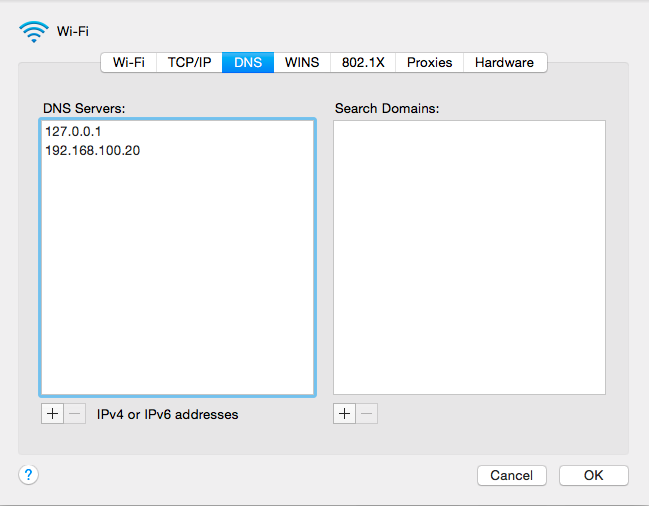 Wi-Fi
Wi-Fi TCP/IP DNS WINS 802.1X Proxies Hardware
DNS Servers: Search Domains:
127.0.0.1
192.168.100.20
+ − IPv4 or IPv6 addresses + −
? Cancel OK